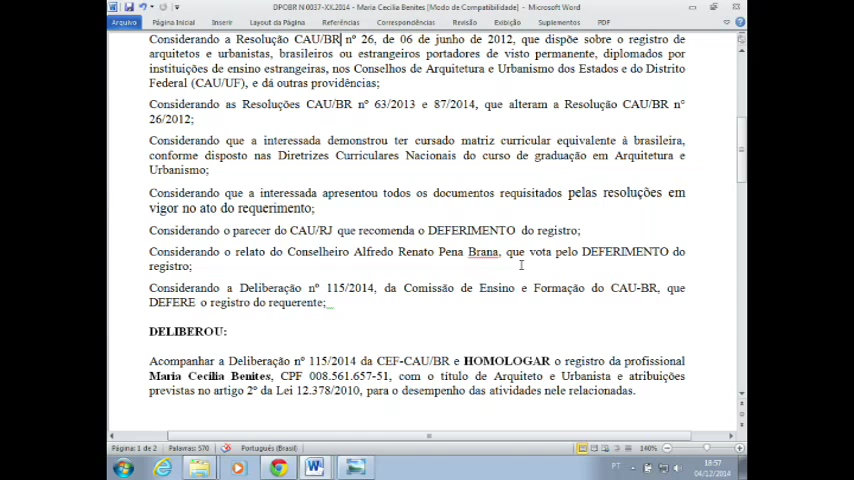 DPOBR N 0037-XX.2014 - Maria Cecilia Benites [Modo de Compatibilidade] - Microsoft Word
Arquivo Página Inicial Inserir Layout da Página Referências Correspondências Revisão Exibição Suplementos PDF
Considerando a Resolução CAU/BR nº 26, de 06 de junho de 2012, que dispõe sobre o registro de
arquitetos e urbanistas, brasileiros ou estrangeiros portadores de visto permanente, diplomados por
instituições de ensino estrangeiras, nos Conselhos de Arquitetura e Urbanismo dos Estados e do Distrito
Federal (CAU/UF), e dá outras providências;
Considerando as Resoluções CAU/BR nº 63/2013 e 87/2014, que alteram a Resolução CAU/BR nº
26/2012;
Considerando que a interessada demonstrou ter cursado matriz curricular equivalente à brasileira,
conforme disposto nas Diretrizes Curriculares Nacionais do curso de graduação em Arquitetura e
Urbanismo;
Considerando que a interessada apresentou todos os documentos requisitados pelas resoluções em
vigor no ato do requerimento;
Considerando o parecer do CAU/RJ que recomenda o DEFERIMENTO do registro;
Considerando o relato do Conselheiro Alfredo Renato Pena Brana, que vota pelo DEFERIMENTO do
registro;
Considerando a Deliberação nº 115/2014, da Comissão de Ensino e Formação do CAU-BR, que
DEFERE o registro do requerente;
DELIBEROU:
Acompanhar a Deliberação nº 115/2014 da CEF-CAU/BR e HOMOLOGAR o registro da profissional
Maria Cecilia Benites, CPF 008.561.657-51, com o título de Arquiteto e Urbanista e atribuições
previstas no artigo 2º da Lei 12.378/2010, para o desempenho das atividades nele relacionadas.
Página: 1 de 2 Palavras: 570 Português (Brasil) 140%
PT 18:57
04/12/2014